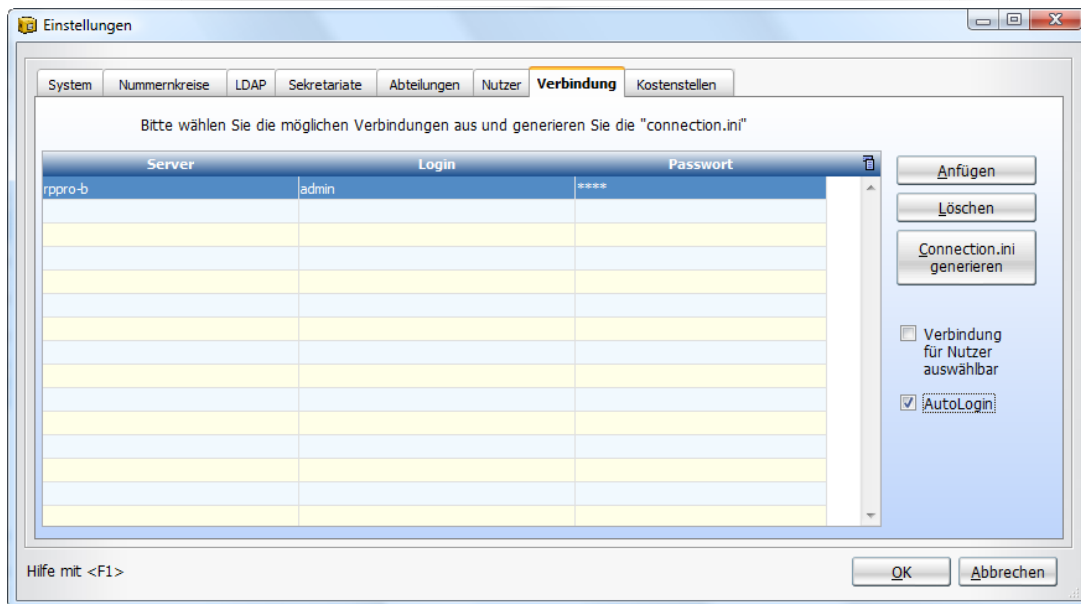 Einstellungen
System Nummernkreise LDAP Sekretariate Abteilungen Nutzer Verbindung Kostenstellen
Bitte wählen Sie die möglichen Verbindungen aus und generieren Sie die "connection.ini"
Server Login Passwort
rppro-b admin ****
Anfügen
Löschen
Connection.ini
generieren
Verbindung
für Nutzer
auswählbar
AutoLogin
Hilfe mit <F1>
OK Abbrechen